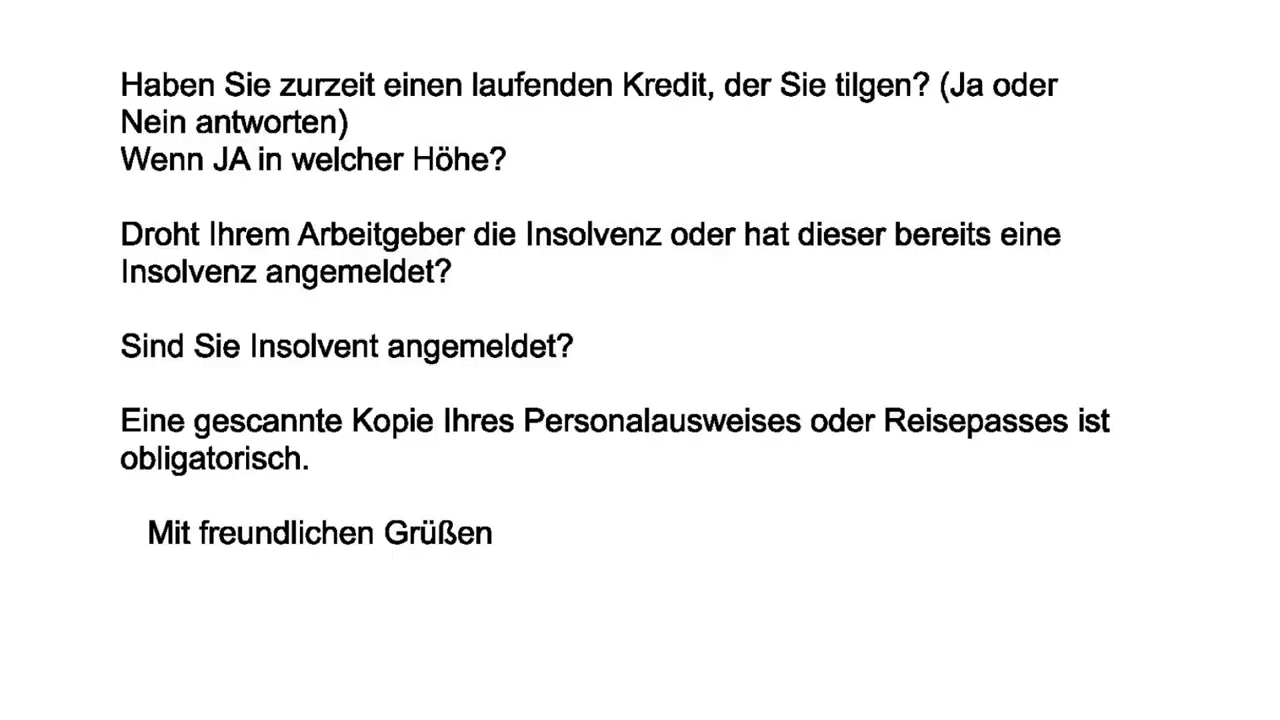 Haben Sie zurzeit einen laufenden Kredit, der Sie tilgen? (Ja oder
Nein antworten)
Wenn JA in welcher Höhe?
Droht Ihrem Arbeitgeber die Insolvenz oder hat dieser bereits eine
Insolvenz angemeldet?
Sind Sie Insolvent angemeldet?
Eine gescannte Kopie Ihres Personalausweises oder Reisepasses ist
obligatorisch.
Mit freundlichen Grüßen